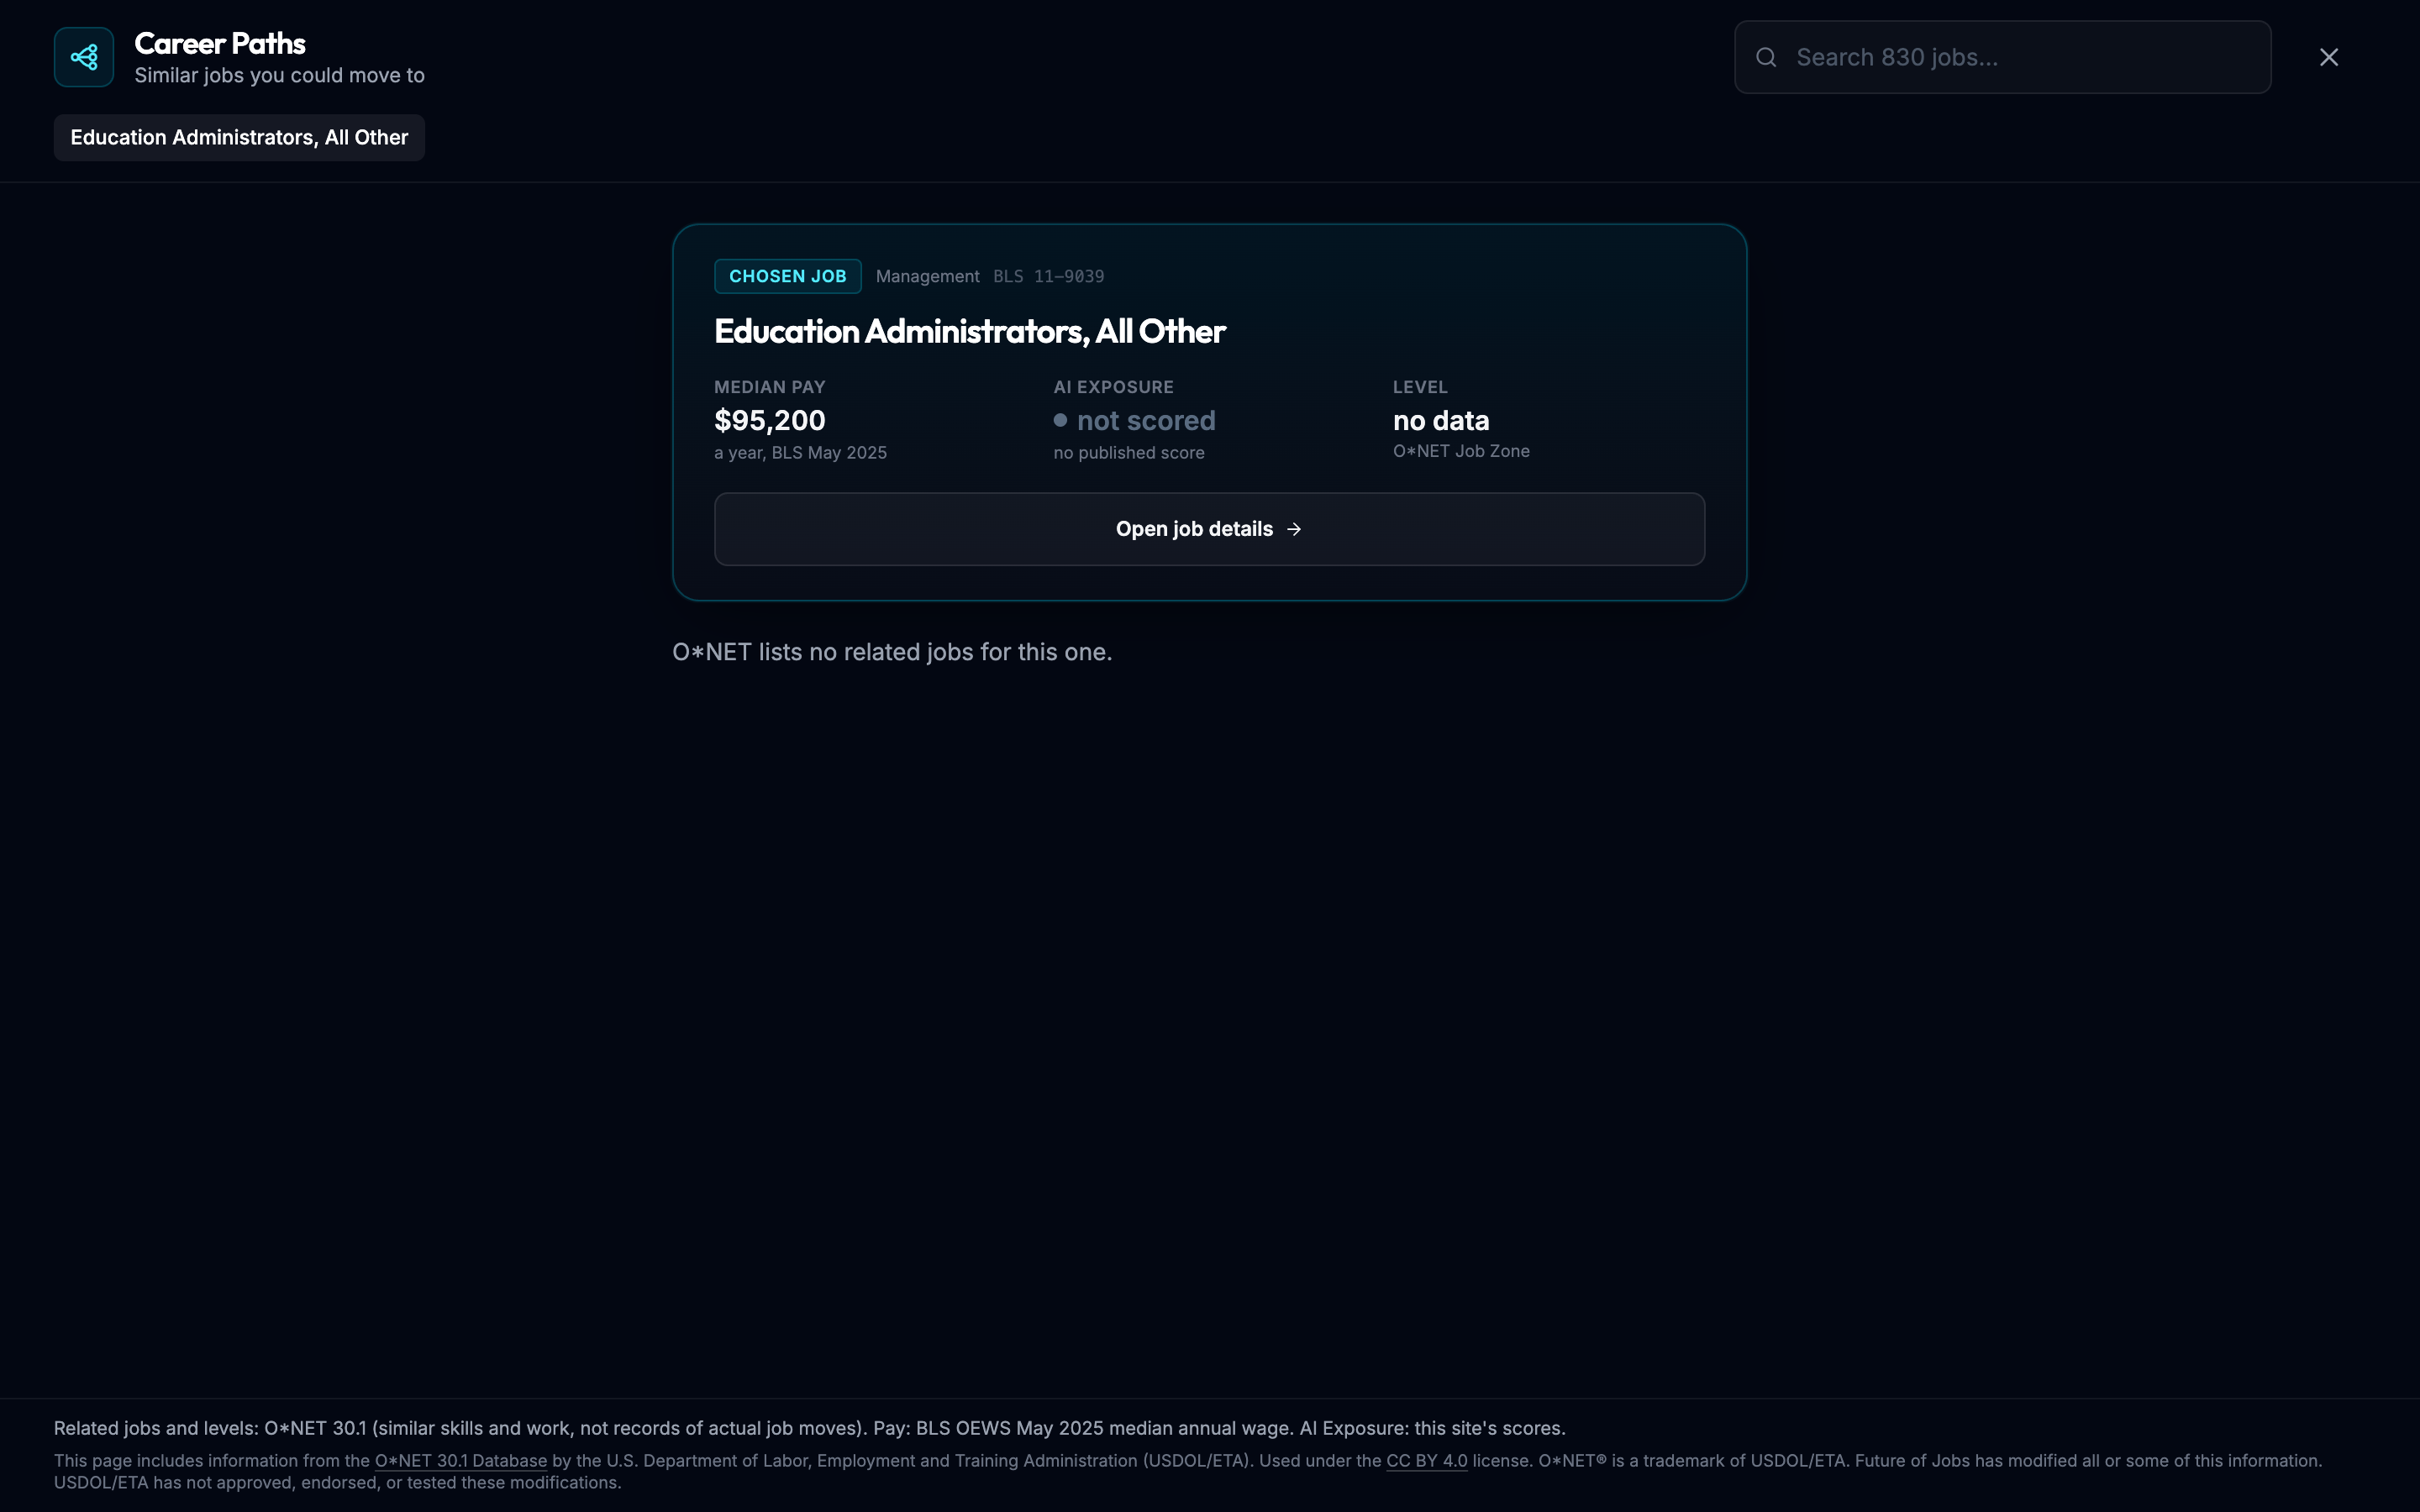 Career Paths
Similar jobs you could move to
Search 830 jobs...
Education Administrators, All Other
CHOSEN JOB Management BLS 11-9039
Education Administrators, All Other
MEDIAN PAY AI EXPOSURE LEVEL
$95,200 not scored no data
a year, BLS May 2025 no published score O*NET Job Zone
Open job details →
O*NET lists no related jobs for this one.
Related jobs and levels: O*NET 30.1 (similar skills and work, not records of actual job moves). Pay: BLS OEWS May 2025 median annual wage. AI Exposure: this site's scores.
This page includes information from the O*NET 30.1 Database by the U.S. Department of Labor, Employment and Training Administration (USDOL/ETA). Used under the CC BY 4.0 license. O*NET® is a trademark of USDOL/ETA. Future of Jobs has modified all or some of this information.
USDOL/ETA has not approved, endorsed, or tested these modifications.